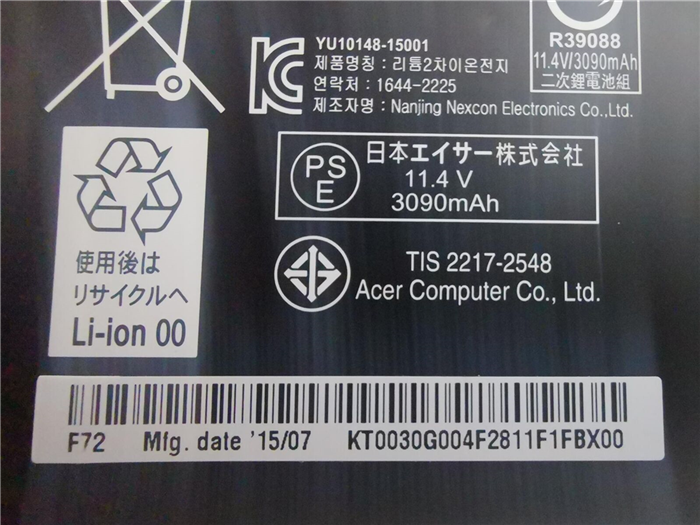 YU10148-15001
제품명칭 : 리튬2차이온전지
연락처 : 1644-2225
제조자명 : Nanjing Nexcon Electronics Co.,Ltd.
R39088
11.4V/3090mAh
二次鋰電池組
使用後は
リサイクルへ
Li-ion 00
PS
E
日本エイサー株式会社
11.4 V
3090mAh
TIS 2217-2548
Acer Computer Co., Ltd.
F72 Mfg. date '15/07 KT0030G004F2811F1FBX00